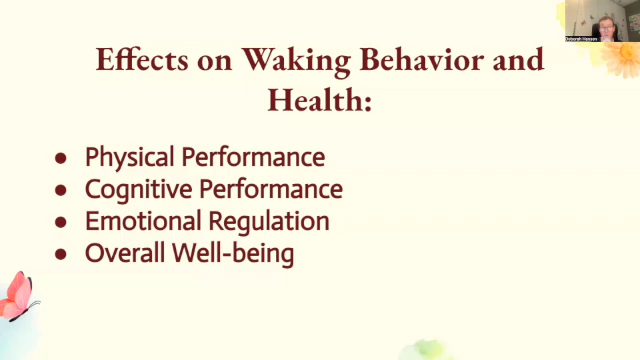 Effects on Waking Behavior and
Health:
● Physical Performance
● Cognitive Performance
● Emotional Regulation
● Overall Well-being